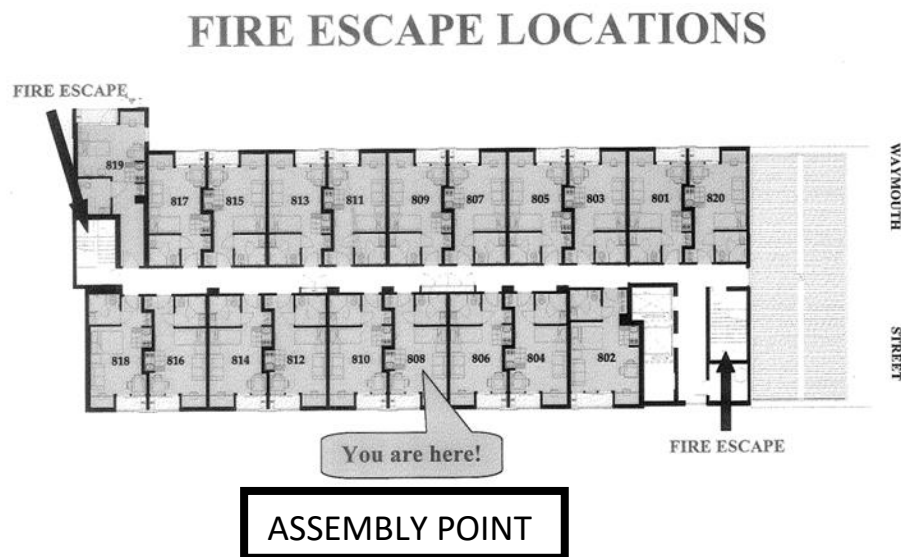 FIRE ESCAPE LOCATIONS
FIRE ESCAPE
819
817 815 813 811 809 807 805 803 801 820
WAYMOUTH
STREET
818 816 814 812 810 808 806 804 802
You are here!
FIRE ESCAPE
ASSEMBLY POINT